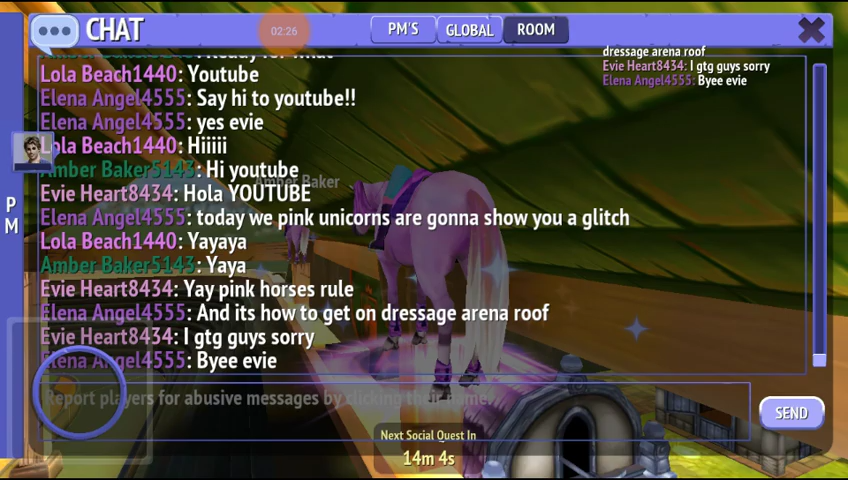 CHAT
02:26
PM'S
GLOBAL
ROOM
dressage arena roof
Evie Heart8434: I gtg guys sorry
Elena Angel4555: Byee evie
Lola Beach1440: Youtube
Elena Angel4555: Say hi to youtube!!
Elena Angel4555: yes evie
Lola Beach1440: Hiiiii
Amber Baker5143: Hi youtube
Amber Baker
Evie Heart8434: Hola YOUTUBE
Elena Angel4555: today we pink unicorns are gonna show you a glitch
Lola Beach1440: Yayaya
Amber Baker5143: Yaya
Evie Heart8434: Yay pink horses rule
Elena Angel4555: And its how to get on dressage arena roof
Evie Heart8434: I gtg guys sorry
Elena Angel4555: Byee evie
PM
Report players for abusive messages by clicking their name
SEND
Next Social Quest In
14m 4s